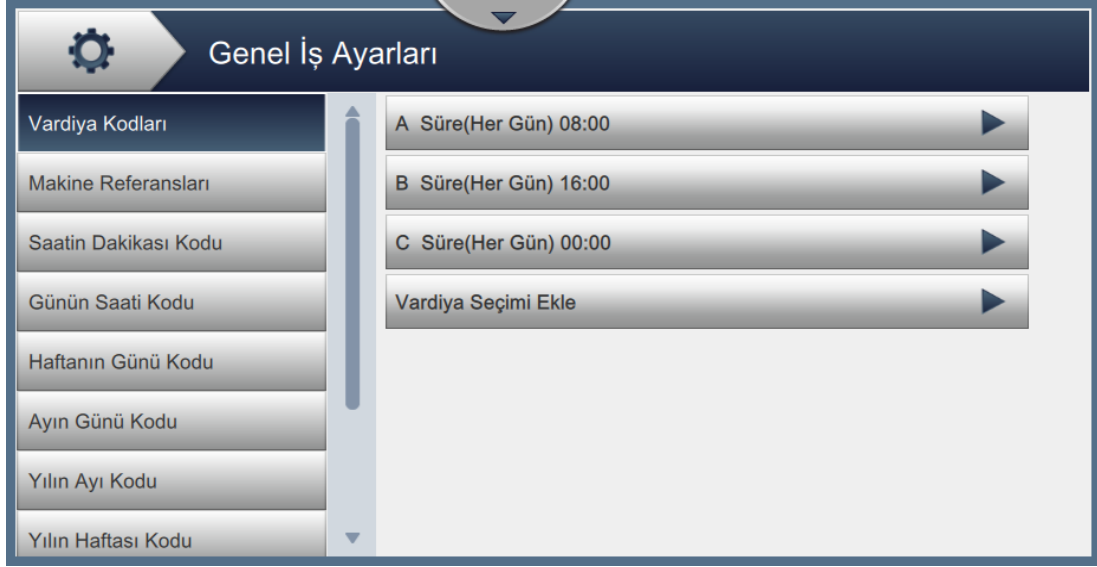 Genel İş Ayarları
Vardiya Kodları
Makine Referansları
Saatin Dakikası Kodu
Günün Saati Kodu
Haftanın Günü Kodu
Ayın Günü Kodu
Yılın Ayı Kodu
Yılın Haftası Kodu
A Süre(Her Gün) 08:00
B Süre(Her Gün) 16:00
C Süre(Her Gün) 00:00
Vardiya Seçimi Ekle